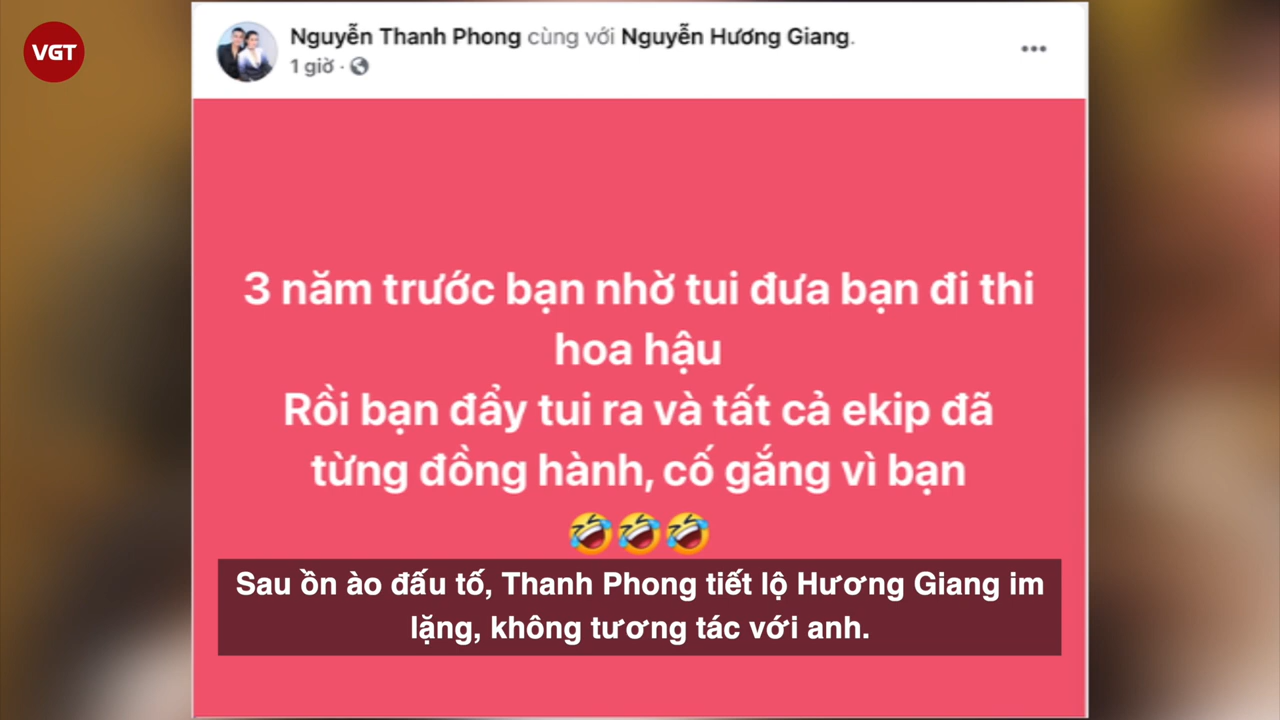 VGT
Nguyễn Thanh Phong cùng với Nguyễn Hương Giang.
1 giờ ·
3 năm trước bạn nhờ tui đưa bạn đi thi
hoa hậu
Rồi bạn đẩy tui ra và tất cả ekip đã
từng đồng hành, cố gắng vì bạn
🤣🤣🤣
Sau ồn ào đấu tố, Thanh Phong tiết lộ Hương Giang im
lặng, không tương tác với anh.